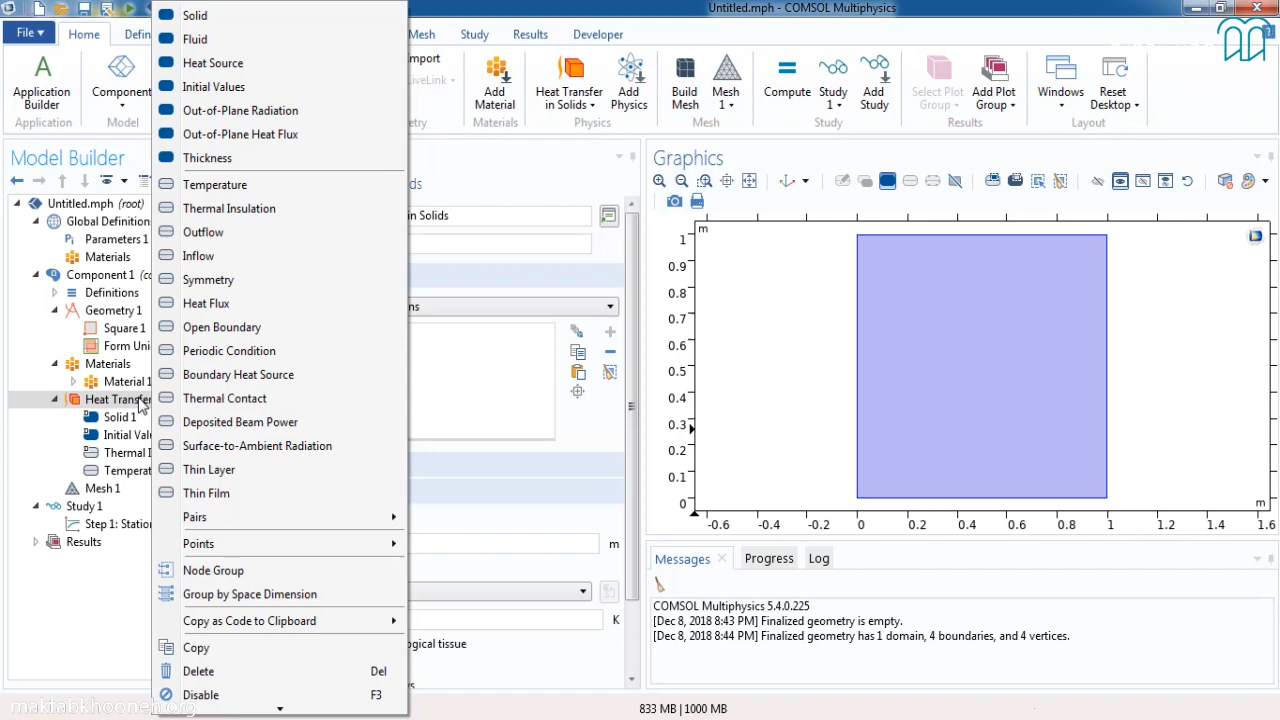 Untitled.mph - COMSOL Multiphysics
File Home Defin Mesh Study Results Developer
Application Builder
Application
Component
Model
Import
LiveLink
Add Material
Materials
Heat Transfer in Solids
Add Physics
Physics
Build Mesh
Mesh 1
Mesh
Compute
Study 1
Add Study
Study
Select Plot Group
Add Plot Group
Results
Windows
Reset Desktop
Layout
Model Builder
Untitled.mph (root)
Global Definitions
Parameters 1
Materials
Component 1
Definitions
Geometry 1
Square 1
Form Uni
Materials
Material 1
Heat Transfer
Solid 1
Initial Valu
Thermal I
Temperat
Mesh 1
Study 1
Step 1: Statio
Results
Solid
Fluid
Heat Source
Initial Values
Out-of-Plane Radiation
Out-of-Plane Heat Flux
Thickness
Temperature
Thermal Insulation
Outflow
Inflow
Symmetry
Heat Flux
Open Boundary
Periodic Condition
Boundary Heat Source
Thermal Contact
Deposited Beam Power
Surface-to-Ambient Radiation
Thin Layer
Thin Film
Pairs
Points
Node Group
Group by Space Dimension
Copy as Code to Clipboard
Copy
Delete Del
Disable F3
ds
in Solids
ns
m
K
ogical tissue
Graphics
m
1
0.9
0.8
0.7
0.6
0.5
0.4
0.3
0.2
0.1
0
m
-0.6 -0.4 -0.2 0 0.2 0.4 0.6 0.8 1 1.2 1.4 1.6
Messages Progress Log
COMSOL Multiphysics 5.4.0.225
[Dec 8, 2018 8:43 PM] Finalized geometry is empty.
[Dec 8, 2018 8:44 PM] Finalized geometry has 1 domain, 4 boundaries, and 4 vertices.
maktabkhooneh.org
833 MB | 1000 MB